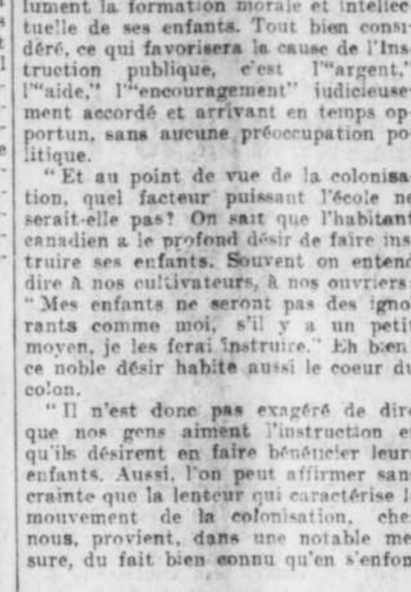 lument la formation morale et intellec
tuelle de ses enfants. Tout bien consi
déré, ce qui favorisera la cause de l'Ins
truction publique, c'est l'"argent,"
l'"aide," l'"encouragement" judicieuse
ment accordé et arrivant en temps op
portun, sans aucune préoccupation po
litique.
"Et au point de vue de la colonisa
tion, quel facteur puissant l'école ne
serait-elle pas? On sait que l'habitant
canadien a le profond désir de faire ins
truire ses enfants. Souvent on entend
dire à nos cultivateurs, à nos ouvriers:
"Mes enfants ne seront pas des igno
rants comme moi, s'il y a un petit
moyen, je les ferai instruire." Eh bien!
ce noble désir habite aussi le coeur du
colon.
"Il n'est donc pas exagéré de dire
que nos gens aiment l'instruction et
qu'ils désirent en faire bénéficier leurs
enfants. Aussi, l'on peut affirmer san
crainte que la lenteur qui caractérise l
mouvement de la colonisation, che
nous, provient, dans une notable me
sure, du fait bien connu qu'en s'enfon